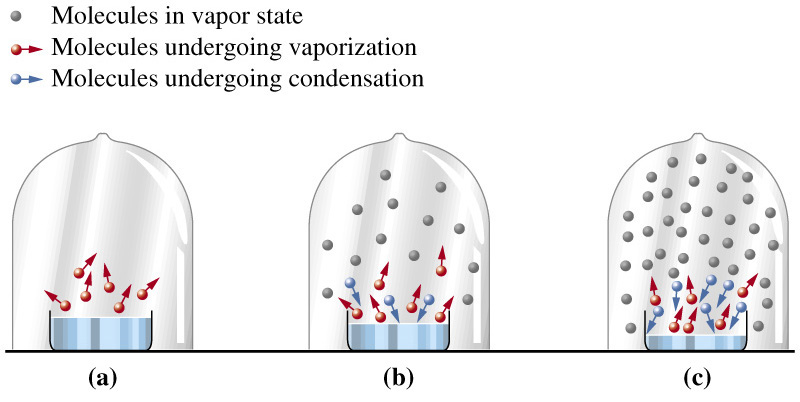 Molecules in vapor state
Molecules undergoing vaporization
Molecules undergoing condensation
(a) (b) (c)